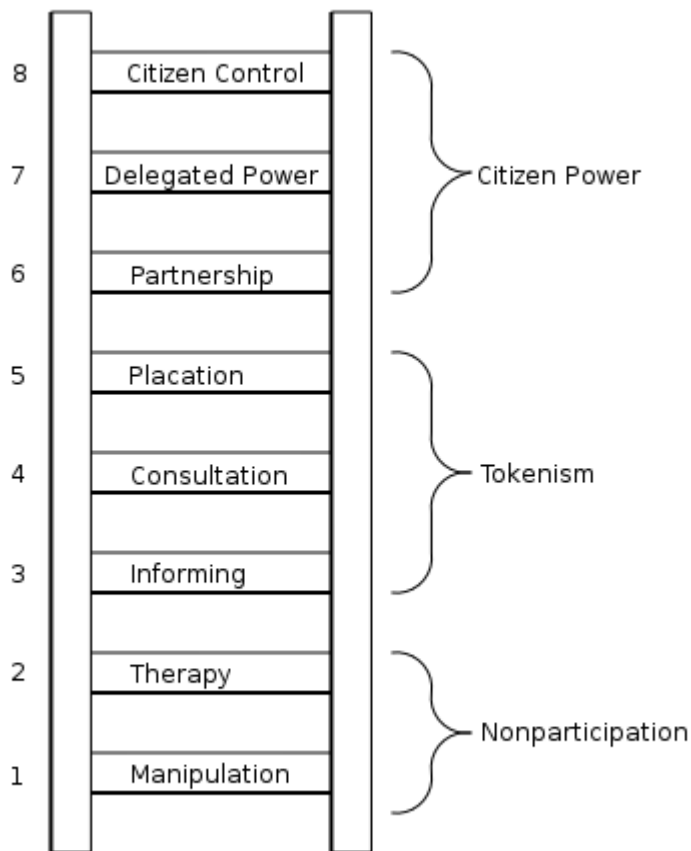 8 Citizen Control
7 Delegated Power Citizen Power
6 Partnership
5 Placation
4 Consultation Tokenism
3 Informing
2 Therapy
Nonparticipation
1 Manipulation